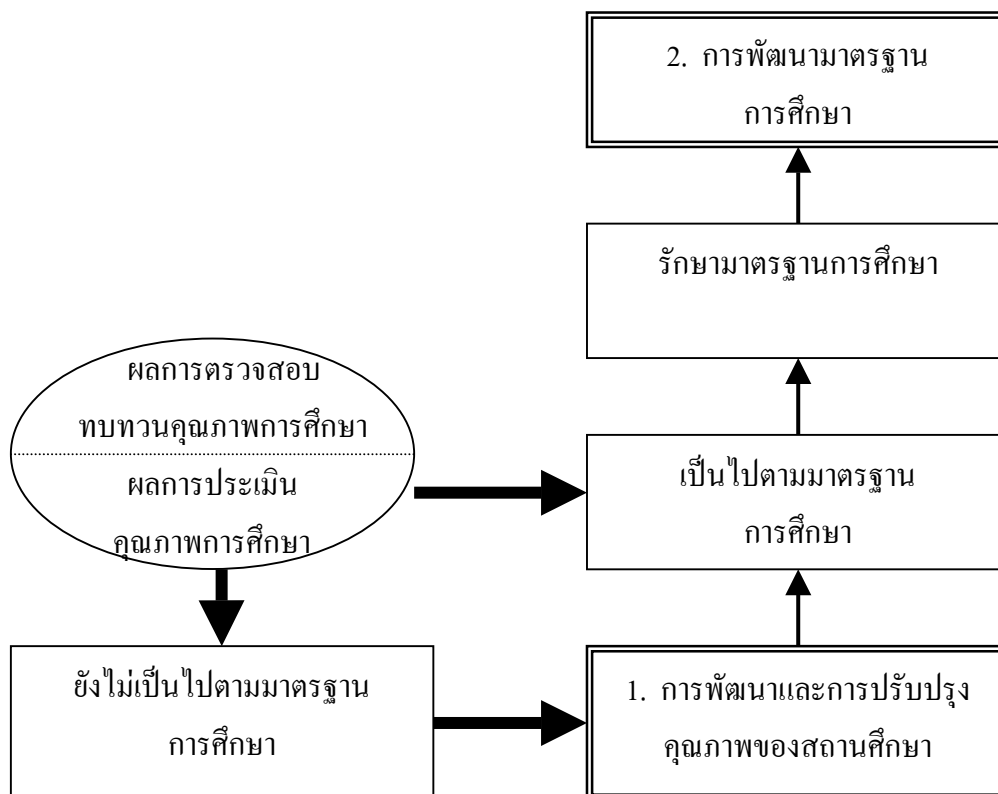 2. การพัฒนามาตรฐาน
การศึกษา
รักษามาตรฐานการศึกษา
ผลการตรวจสอบ
ทบทวนคุณภาพการศึกษา
ผลการประเมิน
คุณภาพการศึกษา
เป็นไปตามมาตรฐาน
การศึกษา
ยังไม่เป็นไปตามมาตรฐาน
การศึกษา
1. การพัฒนาและการปรับปรุง
คุณภาพของสถานศึกษา